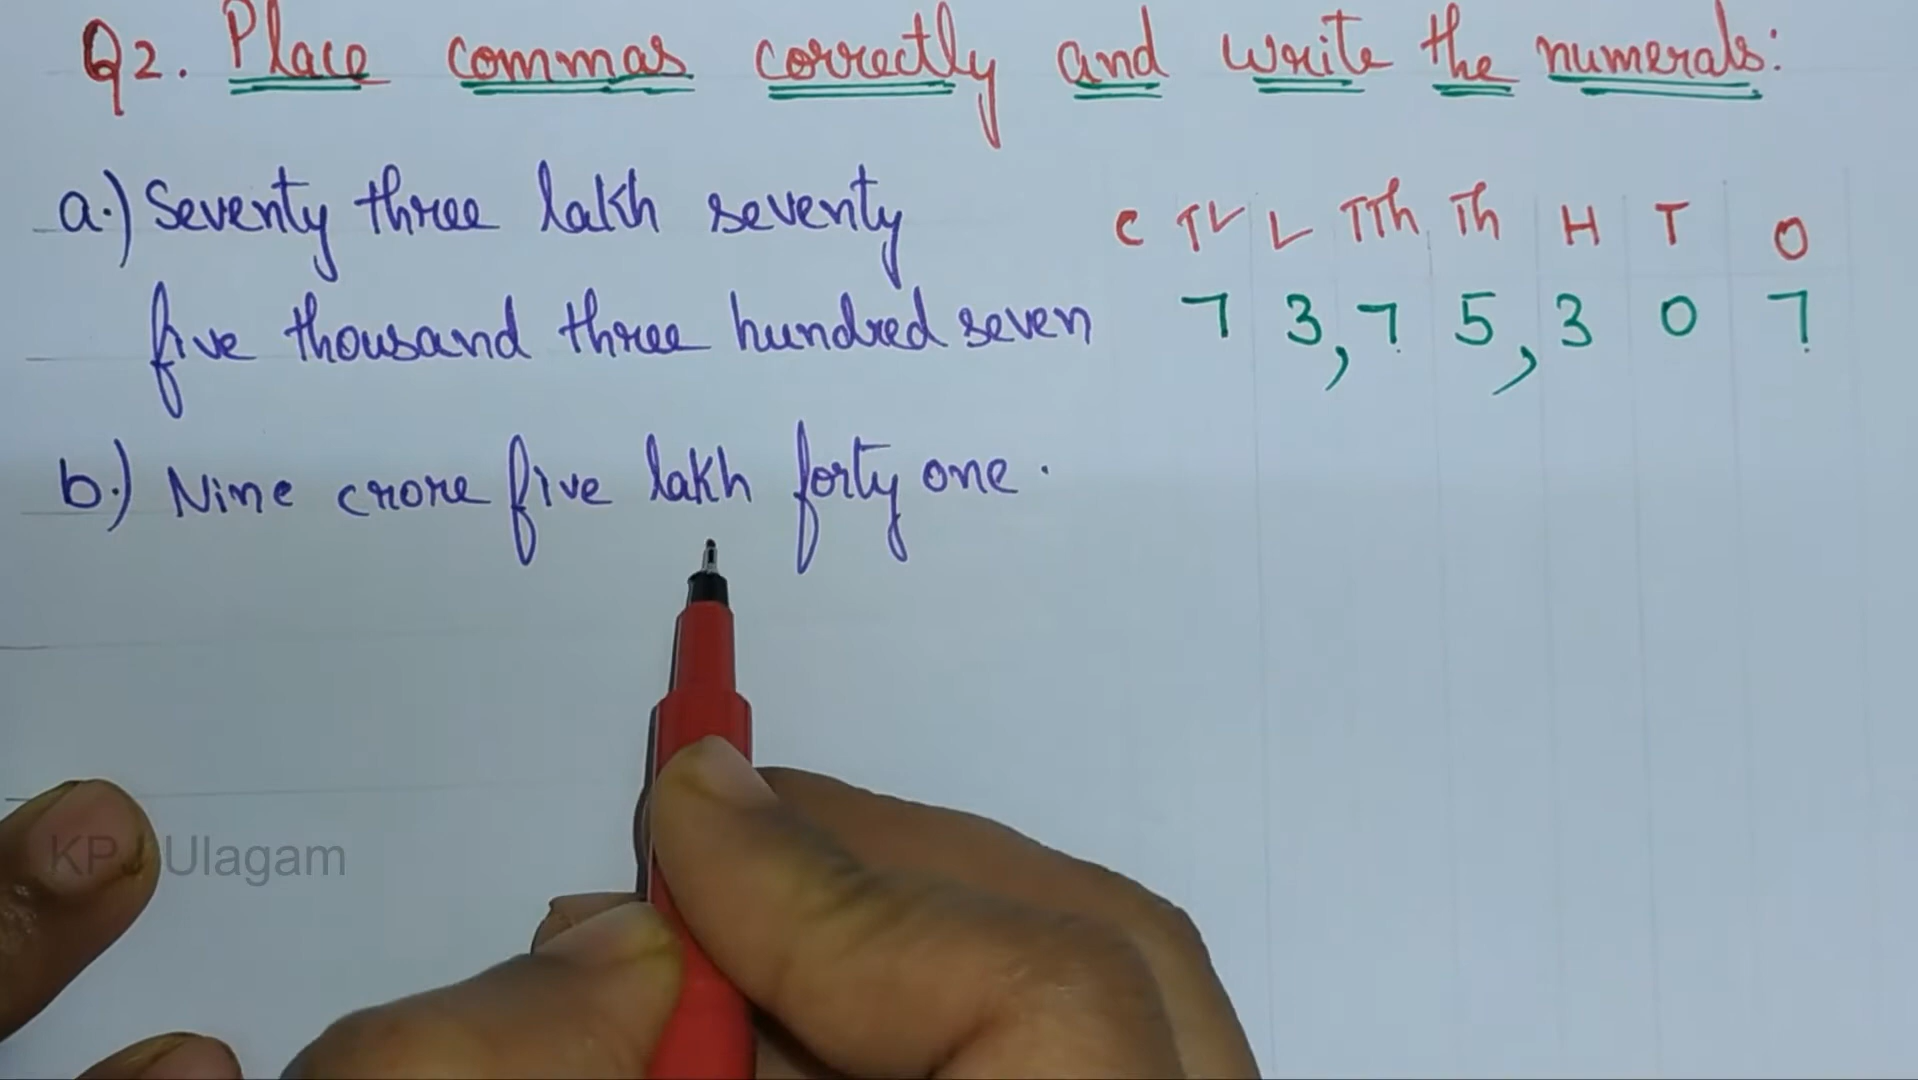 Q2. Place commas correctly and write the numerals:
a.) Seventy three lakh seventy
five thousand three hundred seven
C TL L TTh Th H T O
7 3, 7 5, 3 0 7
b.) Nine crore five lakh forty one.
KPJ Ulagam